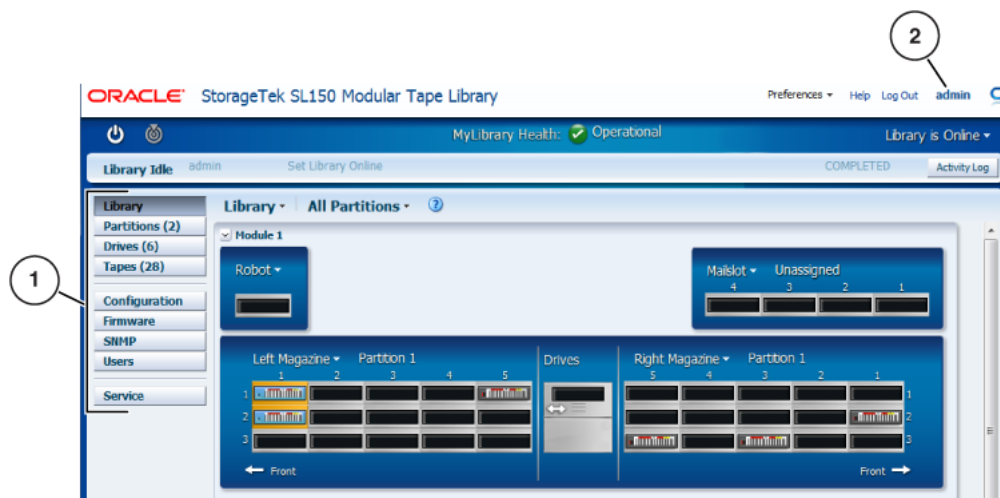 2
ORACLE® StorageTek SL150 Modular Tape Library
Preferences Help Log Out admin
MyLibrary Health: Operational
Library is Online
Library Idle admin Set Library Online COMPLETED Activity Log
1
Library
Partitions (2)
Drives (6)
Tapes (28)
Configuration
Firmware
SNMP
Users
Service
Library All Partitions ?
Module 1
Robot
Mailslot Unassigned
4 3 2 1
Left Magazine Partition 1
1 2 3 4 5
1
2
3
Front
Drives
Right Magazine Partition 1
5 4 3 2 1
1
2
3
Front